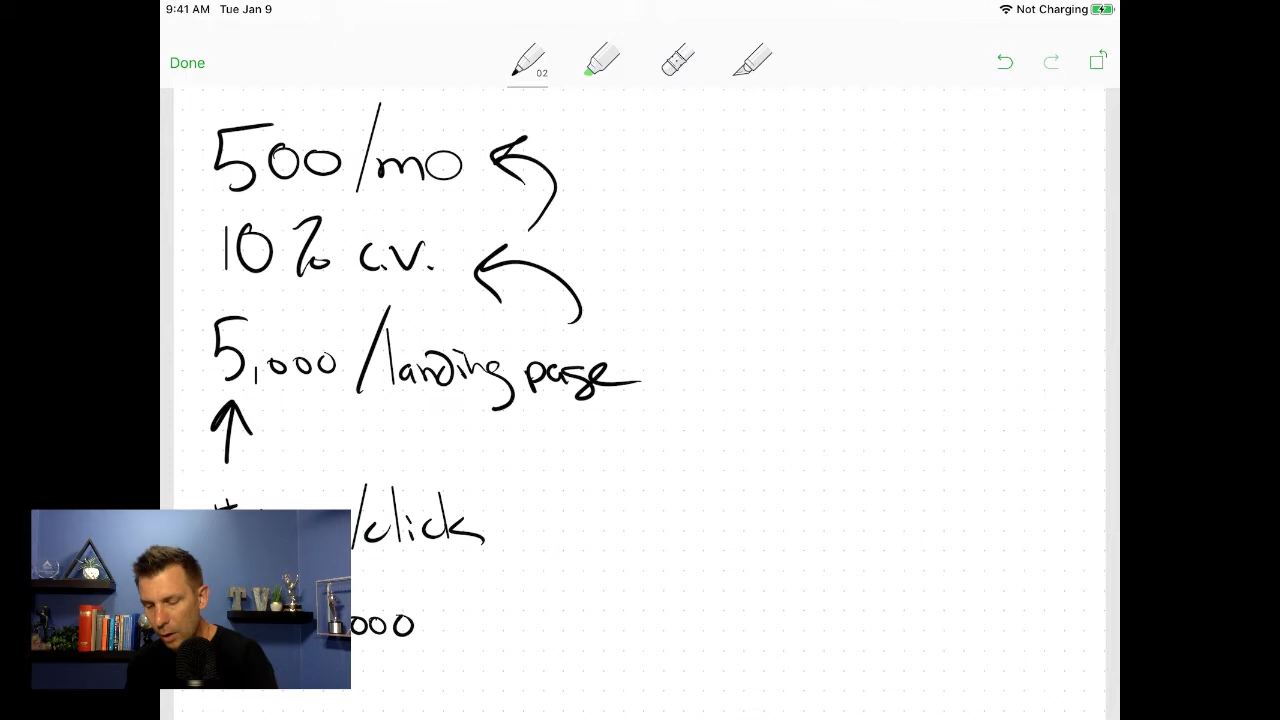 9:41 AM Tue Jan 9
Not Charging
Done
02
500/mo
10% c.v.
5,000/landing page
/click
000
TV